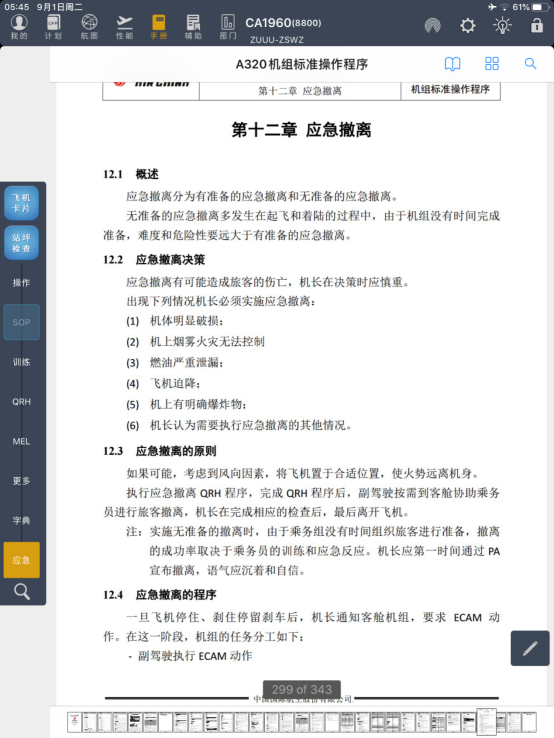 05:45 9月1日周二
61%
我的
计划
航图
性能
手册
辅助
部门
CA1960(8800)
ZUUU-ZSWZ
A320机组标准操作程序
AIR CHINA
第十二章 应急撤离
机组标准操作程序
第十二章 应急撤离
12.1 概述
应急撤离分为有准备的应急撤离和无准备的应急撤离。
无准备的应急撤离多发生在起飞和着陆的过程中，由于机组没有时间完成
准备，难度和危险性要远大于有准备的应急撤离。
12.2 应急撤离决策
应急撤离有可能造成旅客的伤亡，机长在决策时应慎重。
出现下列情况机长必须实施应急撤离：
(1) 机体明显破损；
(2) 机上烟雾火灾无法控制
(3) 燃油严重泄漏；
(4) 飞机迫降；
(5) 机上有明确爆炸物；
(6) 机长认为需要执行应急撤离的其他情况。
12.3 应急撤离的原则
如果可能，考虑到风向因素，将飞机置于合适位置，使火势远离机身。
执行应急撤离 QRH 程序，完成 QRH 程序后，副驾驶按需到客舱协助乘务
员进行旅客撤离，机长在完成相应的检查后，最后离开飞机。
注：实施无准备的撤离时，由于乘务组没有时间组织旅客进行准备，撤离
的成功率取决于乘务员的训练和应急反应。机长应第一时间通过 PA
宣布撤离，语气应沉着和自信。
12.4 应急撤离的程序
一旦飞机停住、刹住停留刹车后，机长通知客舱机组，要求 ECAM 动
作。在这一阶段，机组的任务分工如下：
- 副驾驶执行 ECAM 动作
299 of 343
中国国际航空股份有限公司
飞机
卡片
站坪
检查
操作
SOP
训练
QRH
MEL
更多
字典
应急